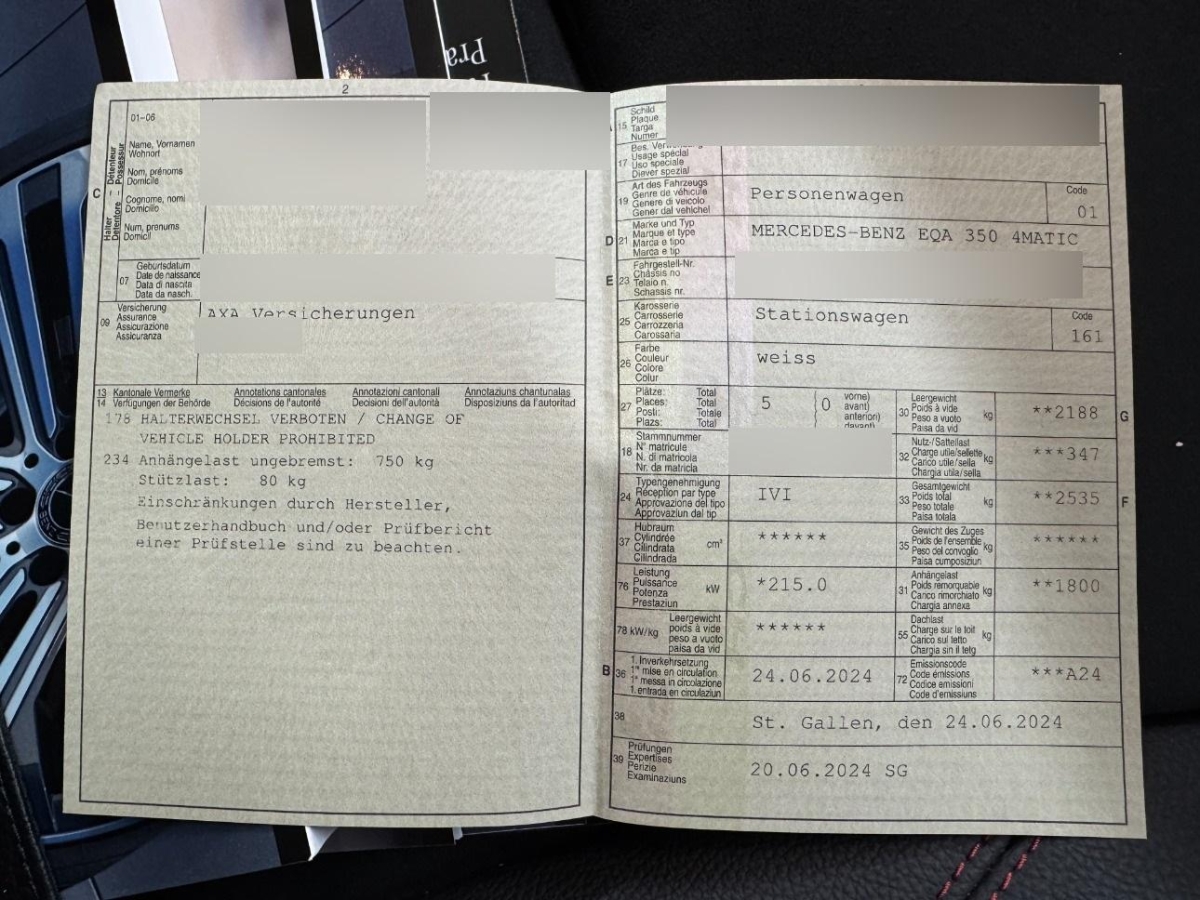 Pra
2
01-06
C
Halter Détenteur
Detentore Possessur
Name, Vornamen
Wohnort
Nom, prénoms
Domicile
Cognome, nomi
Domicilio
Num, prenums
Domicil
07
Geburtsdatum
Date de naissance
Data di nascita
Data da nasch.
09
Versicherung
Assurance
Assicurazione
Assicuranza
AXA Versicherungen
13 Kantonale Vermerke Annotations cantonales Annotazioni cantonali Annotaziuns chantunalas
14 Verfügungen der Behörde Décisions de l'autorité Decisioni dell'autorità Disposiziuns da l'autoritad
178 HALTERWECHSEL VERBOTEN / CHANGE OF
VEHICLE HOLDER PROHIBITED
234 Anhängelast ungebremst: 750 kg
Stützlast: 80 kg
Einschränkungen durch Hersteller,
Benutzerhandbuch und/oder Prüfbericht
einer Prüfstelle sind zu beachten.
A 15
Schild
Plaque
Targa
Numer
17
Bes.
Usage spécial
Uso speciale
Diever spezial
19
Art des Fahrzeugs
Genre de véhicule
Genere di veicolo
Gener dal vehichel
Personenwagen
Code
01
D 21
Marke und Typ
Marque et type
Marca e tipo
Marca e tip
MERCEDES-BENZ EQA 350 4MATIC
E 23
Fahrgestell-Nr.
Châssis no
Telaio n.
Schassis nr.
25
Karosserie
Carrosserie
Carrozzeria
Carossaria
Stationswagen
Code
161
26
Farbe
Couleur
Colore
Colur
weiss
27
Plätze: Total
Places: Total
Posti: Totale
Plazs: Total
5
0
vorne)
avant)
anteriori)
davant)
30
Leergewicht
Poids à vide
Peso a vuoto
Paisa da vid
kg
**2188
G
18
Stammnummer
N° matricule
N. di matricola
Nr. da matricla
32
Nutz-/Sattellast
Charge utile/sellette
Carico utile/sella
Chargia utila/sella
kg
***347
24
Typengenehmigung
Réception par type
Approvazione del tipo
Approvaziun dal tip
IVI
33
Gesamtgewicht
Poids total
Peso totale
Paisa totala
kg
**2535
F
37
Hubraum
Cylindrée
Cilindrata
Cilindrada
cm³
******
35
Gewicht des Zuges
Poids de l'ensemble
Peso del convoglio
Paisa cumposiziun
kg
******
76
Leistung
Puissance
Potenza
Prestaziun
kW
*215.0
31
Anhängelast
Poids remorquable
Carico rimorchiato
Chargia annexa
kg
**1800
78 kW/kg
Leergewicht
poids à vide
peso a vuoto
paisa da vid
******
55
Dachlast
Charge sur le toit
Carico sul tetto
Chargia sin il tetg
kg
B 36
1. Inverkehrsetzung
1re mise en circulation
1a messa in circolazione
1. entrada en circulaziun
24.06.2024
72
Emissionscode
Code émissions
Codice emissioni
Code d'emissiuns
***A24
38
St. Gallen, den 24.06.2024
39
Prüfungen
Expertises
Perizie
Examinaziuns
20.06.2024 SG